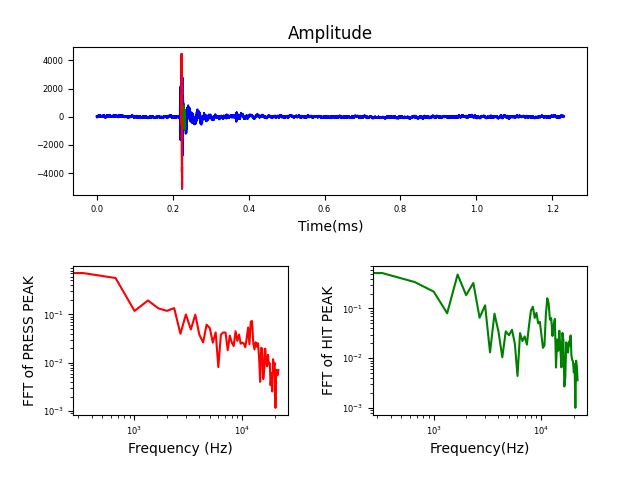 Amplitude
4000
2000
0
−2000
−4000
0.0 0.2 0.4 0.6 0.8 1.0 1.2
Time(ms)
FFT of PRESS PEAK
10⁻¹
10⁻²
10⁻³
10³ 10⁴
Frequency (Hz)
FFT of HIT PEAK
10⁻¹
10⁻²
10⁻³
10³ 10⁴
Frequency(Hz)